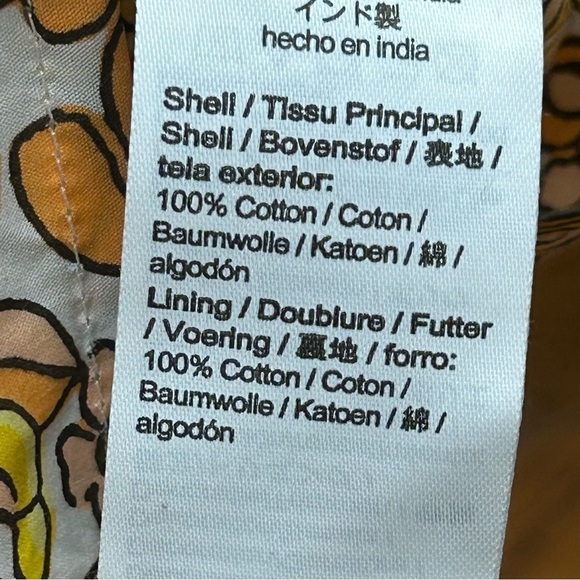 インド製
hecho en india
Shell / Tissu Principal /
Shell / Bovenstof / 表地 /
tela exterior:
100% Cotton / Coton /
Baumwolle / Katoen / 綿 /
algodón
Lining / Doublure / Futter
/ Voering / 裏地 / forro:
100% Cotton / Coton /
Baumwolle / Katoen / 綿 /
algodón